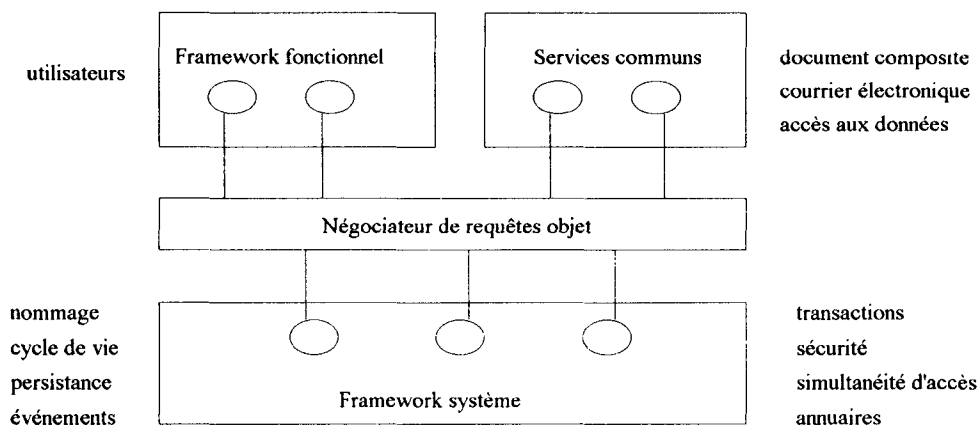 utilisateurs
Framework fonctionnel
Services communs
document composite
courrier électronique
accès aux données
Négociateur de requêtes objet
nommage
cycle de vie
persistance
événements
Framework système
transactions
sécurité
simultanéité d'accès
annuaires